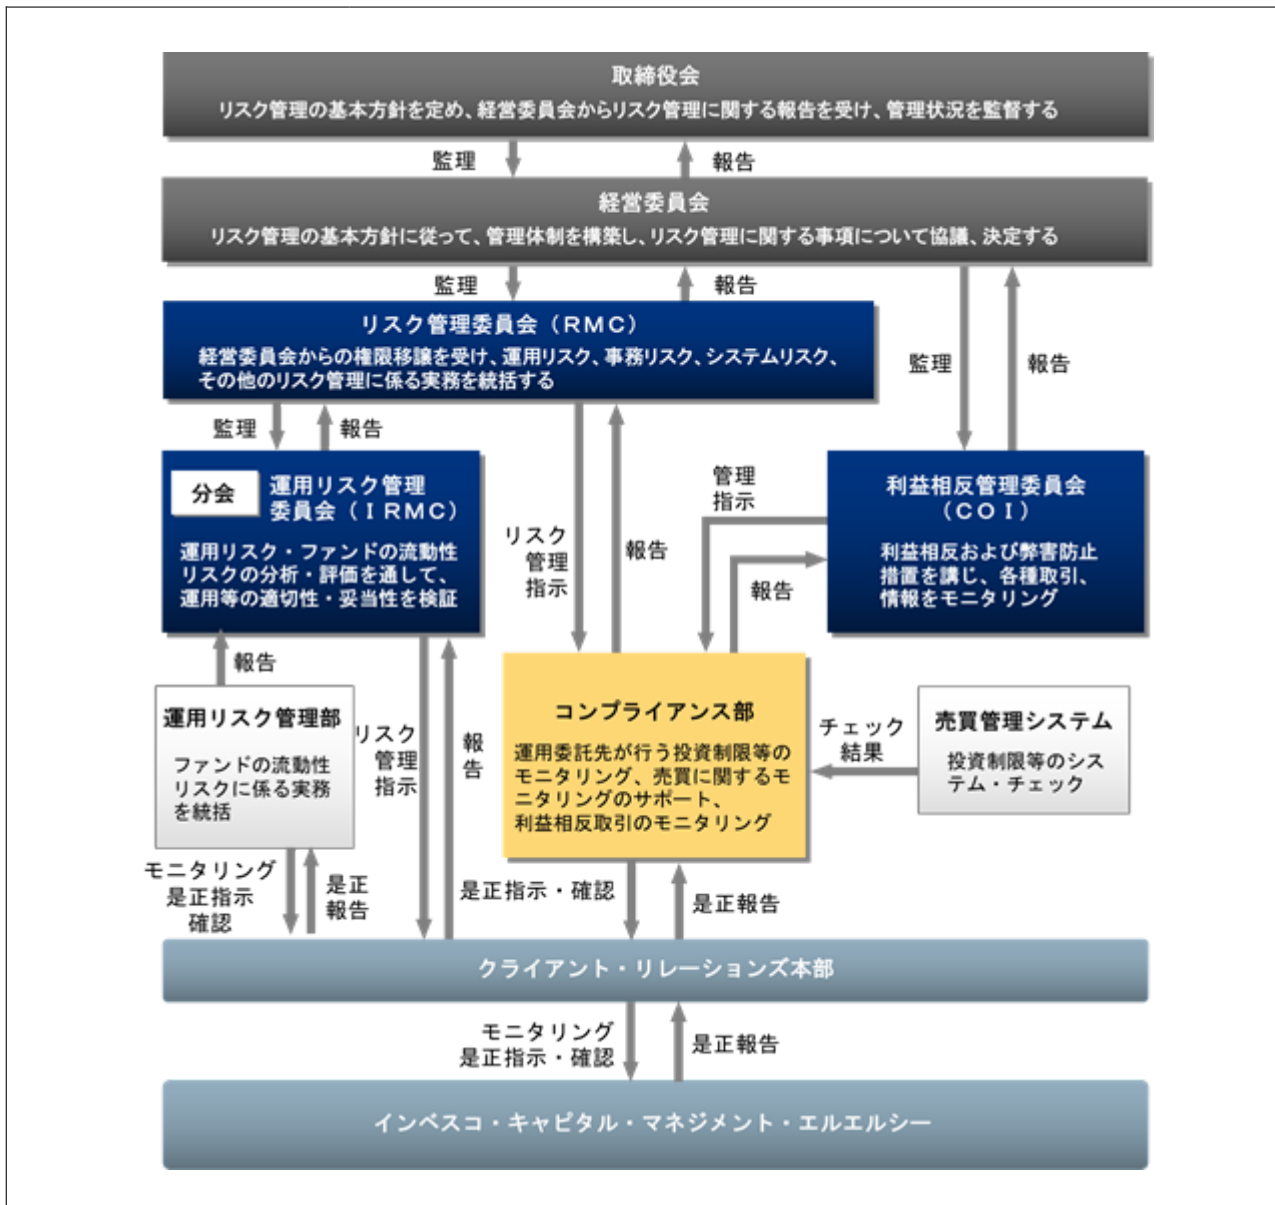 取締役会
リスク管理の基本方針を定め、経営委員会からリスク管理に関する報告を受け、管理状況を監督する
監理
報告
経営委員会
リスク管理の基本方針に従って、管理体制を構築し、リスク管理に関する事項について協議、決定する
監理
報告
リスク管理委員会（ＲＭＣ）
経営委員会からの権限移譲を受け、運用リスク、事務リスク、システムリスク、
その他のリスク管理に係る実務を統括する
監理
報告
監理
報告
分会
運用リスク管理
委員会（ＩＲＭＣ）
運用リスク・ファンドの流動性
リスクの分析・評価を通して、
運用等の適切性・妥当性を検証
リスク
管理
指示
報告
管理
指示
報告
利益相反管理委員会
（ＣＯＩ）
利益相反および弊害防止
措置を講じ、各種取引、
情報をモニタリング
報告
運用リスク管理部
ファンドの流動性
リスクに係る実務
を統括
リスク
管理
指示
報
告
コンプライアンス部
運用委託先が行う投資制限等の
モニタリング、売買に関するモ
ニタリングのサポート、
利益相反取引のモニタリング
チェック
結果
売買管理システム
投資制限等のシス
テム・チェック
モニタリング
是正指示
確認
是正
報告
是正指示・確認
是正報告
クライアント・リレーションズ本部
モニタリング
是正指示・確認
是正報告
インベスコ・キャピタル・マネジメント・エルエルシー